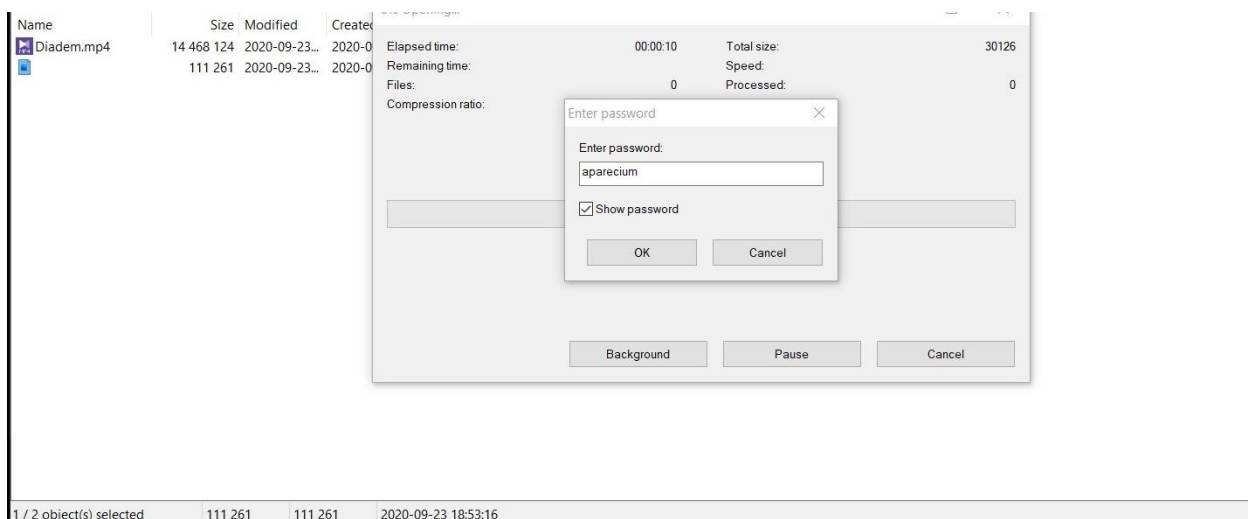 Name Size Modified Created
Diadem.mp4 14 468 124 2020-09-23... 2020-0
111 261 2020-09-23... 2020-0
0% Opening...
Elapsed time: 00:00:10 Total size: 30126
Remaining time: Speed:
Files: 0 Processed: 0
Compression ratio:
Enter password
Enter password:
aparecium
Show password
OK Cancel
Background Pause Cancel
1 / 2 object(s) selected 111 261 111 261 2020-09-23 18:53:16